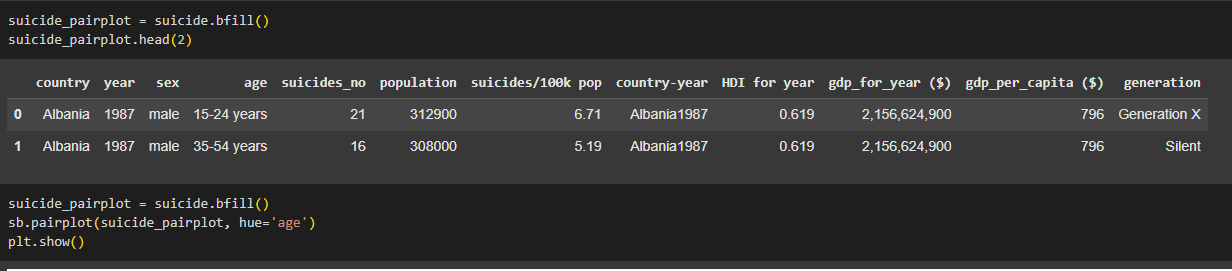 suicide_pairplot = suicide.bfill()
suicide_pairplot.head(2)
country year sex age suicides_no population suicides/100k pop country-year HDI for year gdp_for_year ($) gdp_per_capita ($) generation
0 Albania 1987 male 15-24 years 21 312900 6.71 Albania1987 0.619 2,156,624,900 796 Generation X
1 Albania 1987 male 35-54 years 16 308000 5.19 Albania1987 0.619 2,156,624,900 796 Silent
suicide_pairplot = suicide.bfill()
sb.pairplot(suicide_pairplot, hue='age')
plt.show()